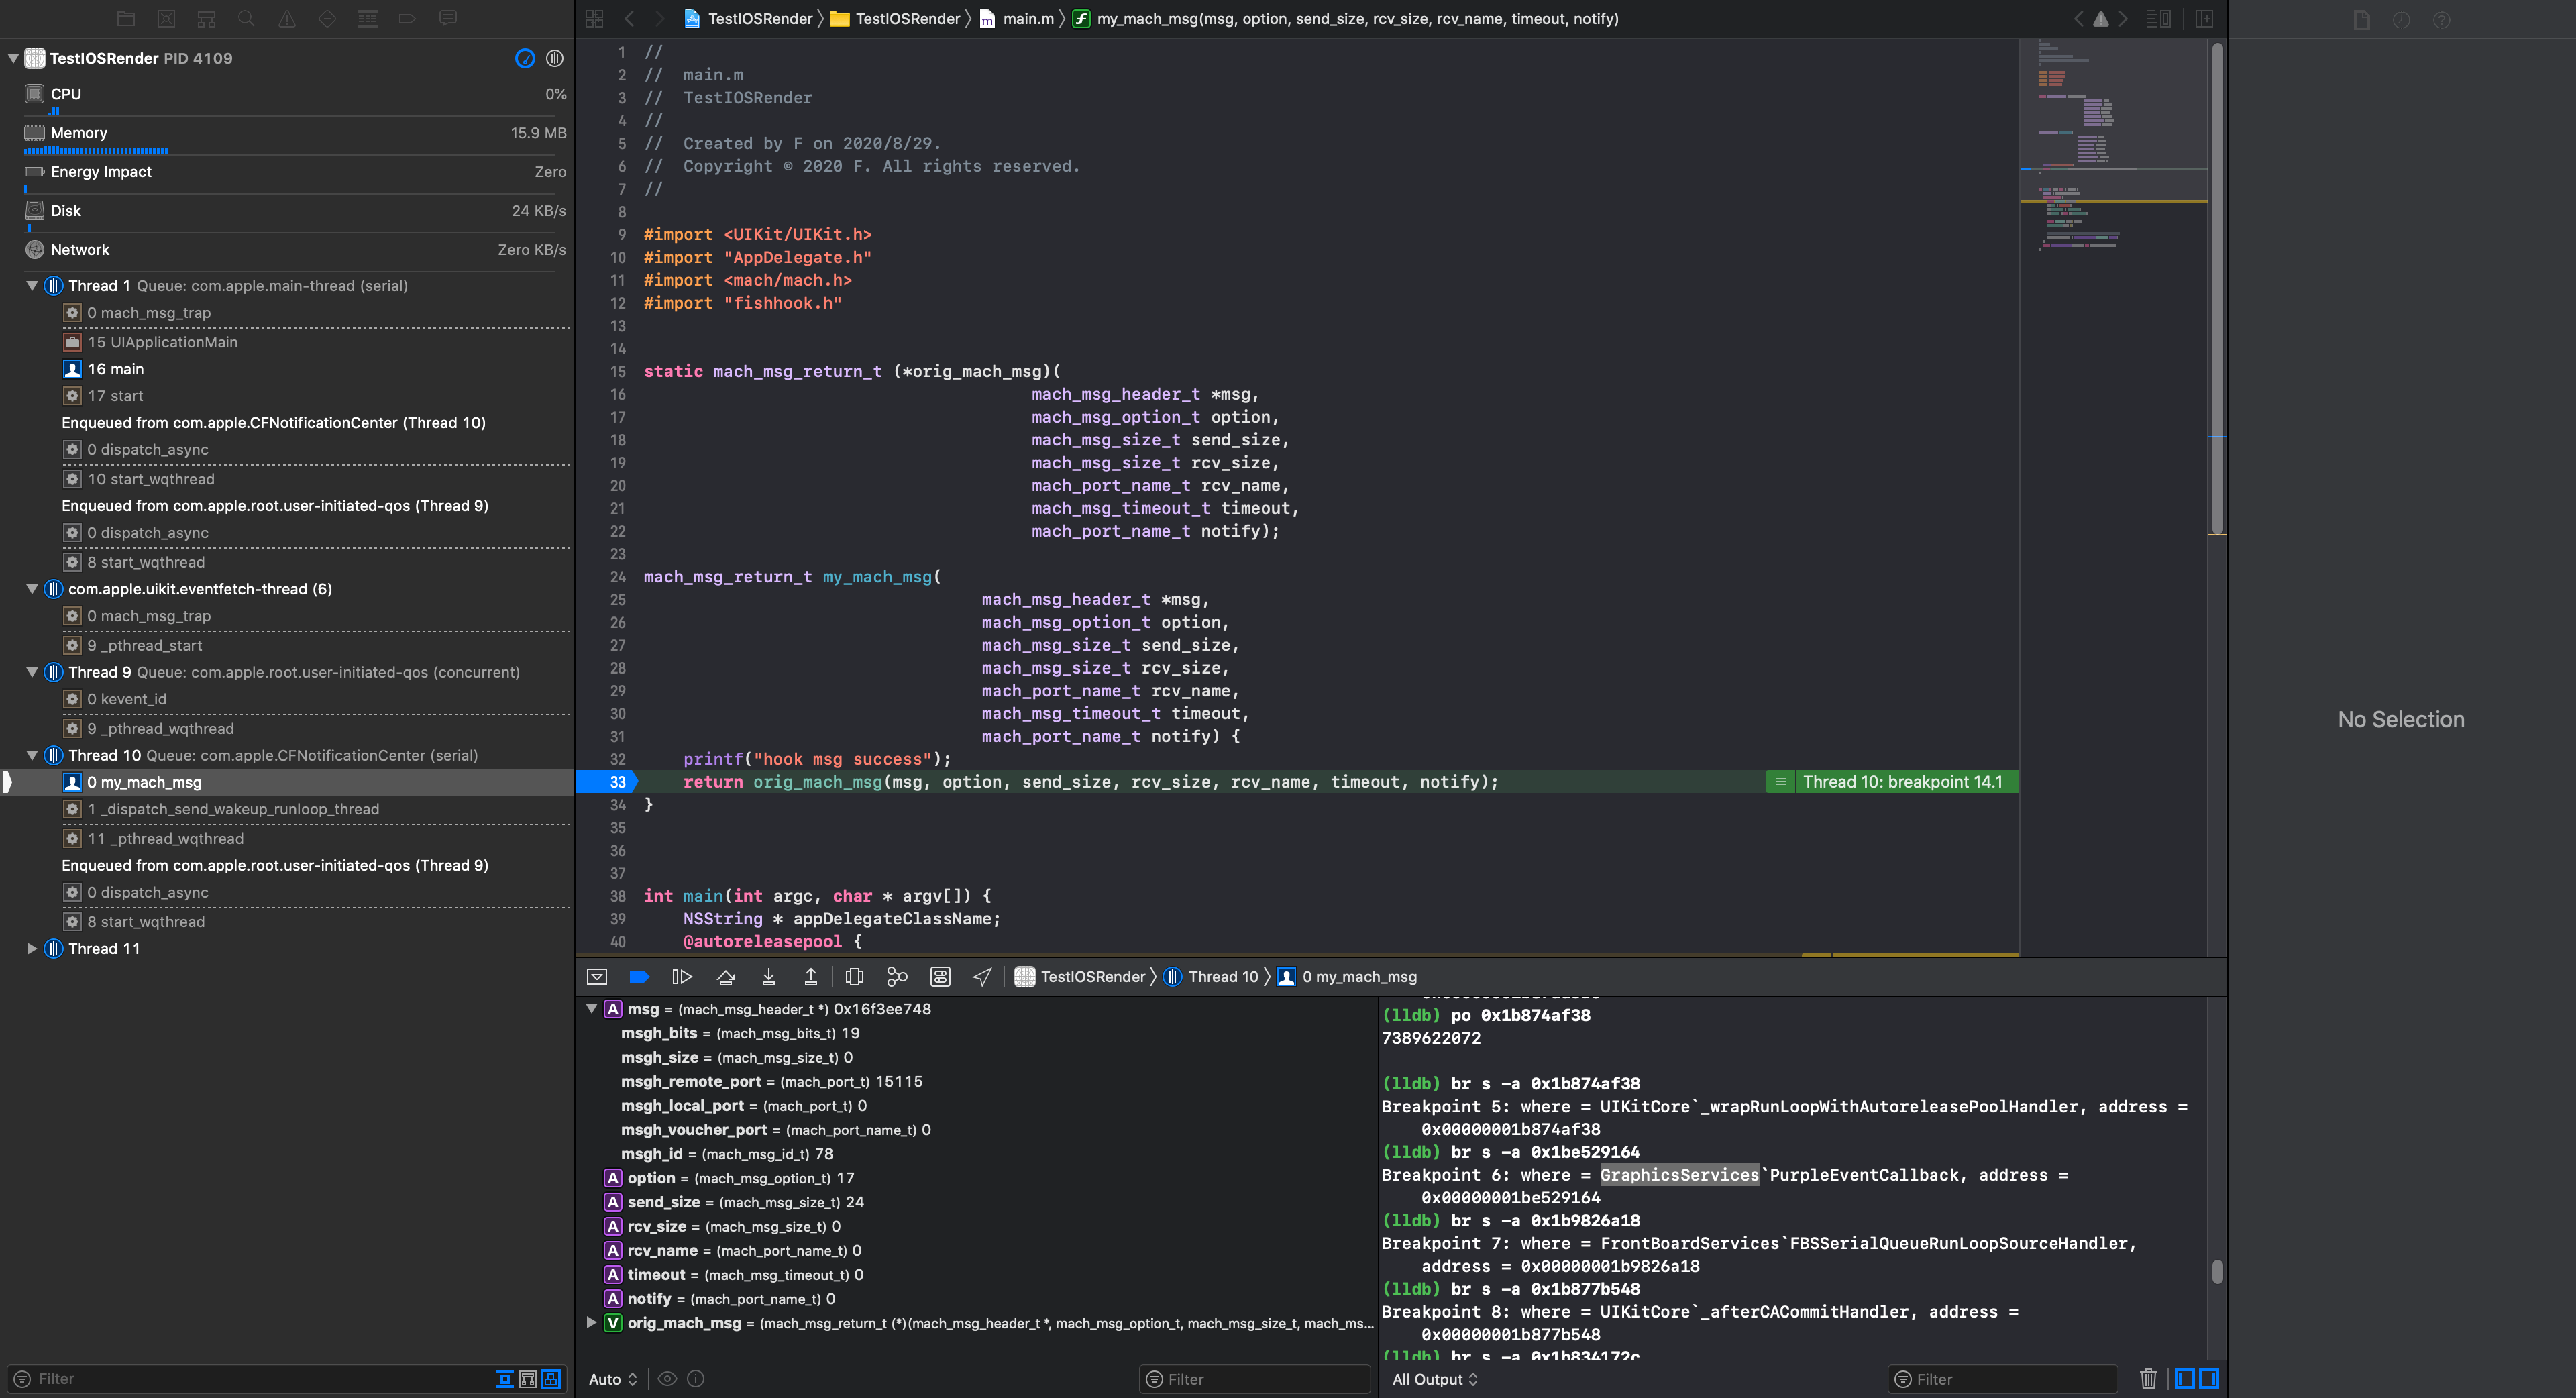 TestIOSRender PID 4109
CPU 0%
Memory 15.9 MB
Energy Impact Zero
Disk 24 KB/s
Network Zero KB/s
Thread 1 Queue: com.apple.main-thread (serial)
0 mach_msg_trap
15 UIApplicationMain
16 main
17 start
Enqueued from com.apple.CFNotificationCenter (Thread 10)
0 dispatch_async
10 start_wqthread
Enqueued from com.apple.root.user-initiated-qos (Thread 9)
0 dispatch_async
8 start_wqthread
com.apple.uikit.eventfetch-thread (6)
0 mach_msg_trap
9 _pthread_start
Thread 9 Queue: com.apple.root.user-initiated-qos (concurrent)
0 kevent_id
9 _pthread_wqthread
Thread 10 Queue: com.apple.CFNotificationCenter (serial)
0 my_mach_msg
1 _dispatch_send_wakeup_runloop_thread
11 _pthread_wqthread
Enqueued from com.apple.root.user-initiated-qos (Thread 9)
0 dispatch_async
8 start_wqthread
Thread 11
Filter
TestIOSRender TestIOSRender main.m my_mach_msg(msg, option, send_size, rcv_size, rcv_name, timeout, notify)
1 //
2 //  main.m
3 //  TestIOSRender
4 //
5 //  Created by F on 2020/8/29.
6 //  Copyright © 2020 F. All rights reserved.
7 //
8
9 #import <UIKit/UIKit.h>
10 #import "AppDelegate.h"
11 #import <mach/mach.h>
12 #import "fishhook.h"
13
14
15 static mach_msg_return_t (*orig_mach_msg)(
16 mach_msg_header_t *msg,
17 mach_msg_option_t option,
18 mach_msg_size_t send_size,
19 mach_msg_size_t rcv_size,
20 mach_port_name_t rcv_name,
21 mach_msg_timeout_t timeout,
22 mach_port_name_t notify);
23
24 mach_msg_return_t my_mach_msg(
25 mach_msg_header_t *msg,
26 mach_msg_option_t option,
27 mach_msg_size_t send_size,
28 mach_msg_size_t rcv_size,
29 mach_port_name_t rcv_name,
30 mach_msg_timeout_t timeout,
31 mach_port_name_t notify) {
32 printf("hook msg success");
33 return orig_mach_msg(msg, option, send_size, rcv_size, rcv_name, timeout, notify); Thread 10: breakpoint 14.1
34 }
35
36
37
38 int main(int argc, char * argv[]) {
39 NSString * appDelegateClassName;
40 @autoreleasepool {
TestIOSRender Thread 10 0 my_mach_msg
A msg = (mach_msg_header_t *) 0x16f3ee748
msgh_bits = (mach_msg_bits_t) 19
msgh_size = (mach_msg_size_t) 0
msgh_remote_port = (mach_port_t) 15115
msgh_local_port = (mach_port_t) 0
msgh_voucher_port = (mach_port_name_t) 0
msgh_id = (mach_msg_id_t) 78
A option = (mach_msg_option_t) 17
A send_size = (mach_msg_size_t) 24
A rcv_size = (mach_msg_size_t) 0
A rcv_name = (mach_port_name_t) 0
A timeout = (mach_msg_timeout_t) 0
A notify = (mach_port_name_t) 0
V orig_mach_msg = (mach_msg_return_t (*)(mach_msg_header_t *, mach_msg_option_t, mach_msg_size_t, mach_ms...
Auto Filter
(lldb) po 0x1b874af38
7389622072
(lldb) br s -a 0x1b874af38
Breakpoint 5: where = UIKitCore`_wrapRunLoopWithAutoreleasePoolHandler, address =
0x00000001b874af38
(lldb) br s -a 0x1be529164
Breakpoint 6: where = GraphicsServices`PurpleEventCallback, address =
0x00000001be529164
(lldb) br s -a 0x1b9826a18
Breakpoint 7: where = FrontBoardServices`FBSSerialQueueRunLoopSourceHandler,
address = 0x00000001b9826a18
(lldb) br s -a 0x1b877b548
Breakpoint 8: where = UIKitCore`_afterCACommitHandler, address =
0x00000001b877b548
(lldb) br s -a 0x1b834172c
All Output Filter
No Selection